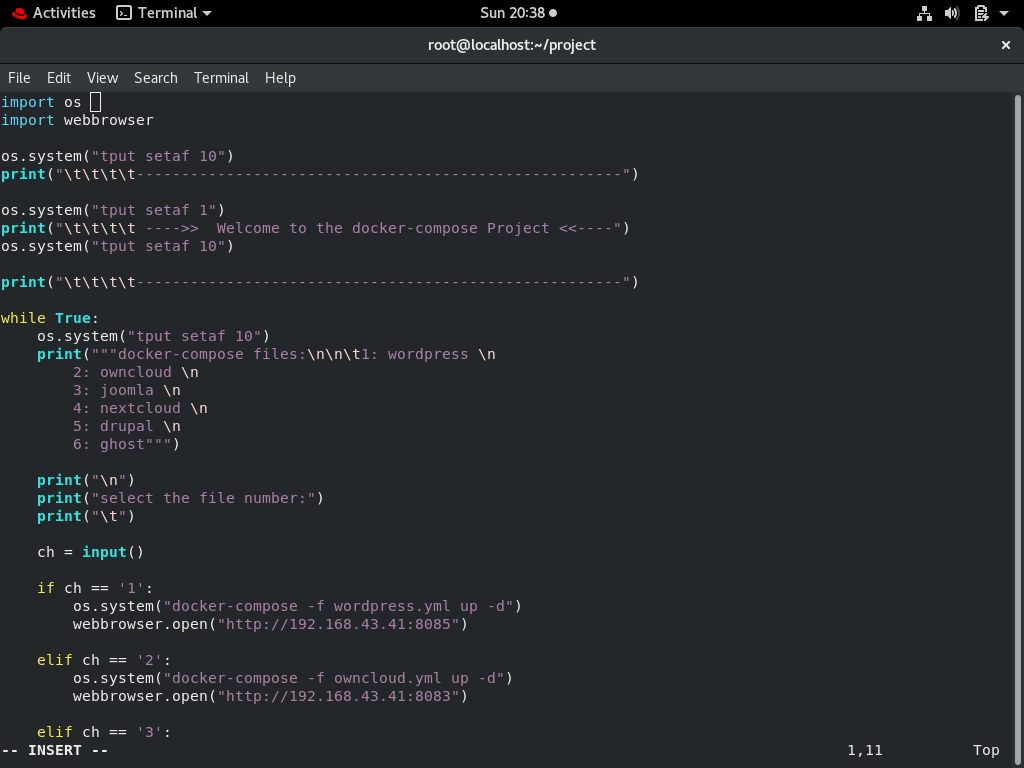 Activities Terminal Sun 20:38
root@localhost:~/project ×
File Edit View Search Terminal Help
import os
import webbrowser

os.system("tput setaf 10")
print("\t\t\t\t------------------------------------------------------")

os.system("tput setaf 1")
print("\t\t\t\t ---->>  Welcome to the docker-compose Project <<----")
os.system("tput setaf 10")

print("\t\t\t\t------------------------------------------------------")

while True:
    os.system("tput setaf 10")
    print("""docker-compose files:\n\n\t1: wordpress \n
        2: owncloud \n
        3: joomla \n
        4: nextcloud \n
        5: drupal \n
        6: ghost""")

    print("\n")
    print("select the file number:")
    print("\t")

    ch = input()

    if ch == '1':
        os.system("docker-compose -f wordpress.yml up -d")
        webbrowser.open("http://192.168.43.41:8085")

    elif ch == '2':
        os.system("docker-compose -f owncloud.yml up -d")
        webbrowser.open("http://192.168.43.41:8083")

    elif ch == '3':
-- INSERT -- 1,11 Top